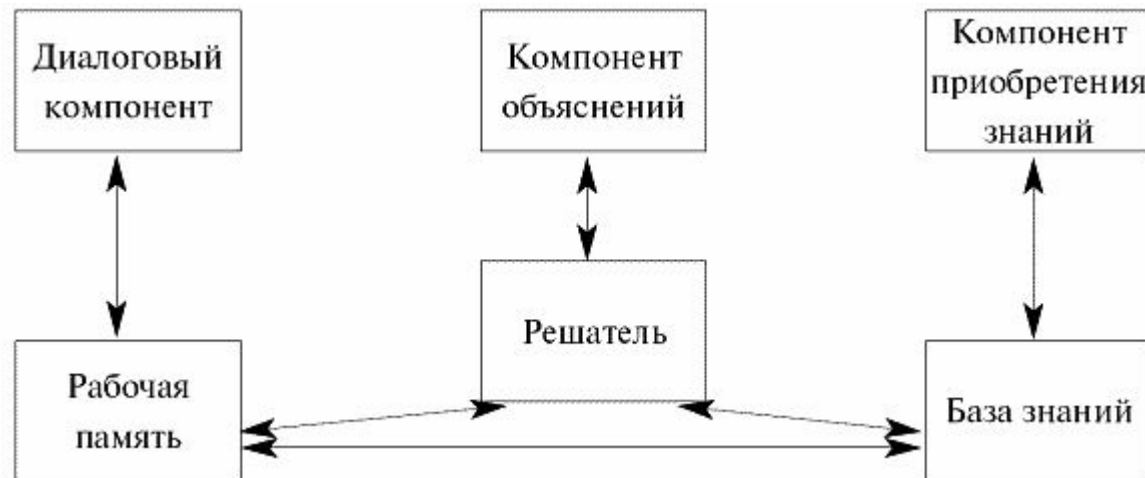 Диалоговый
компонент
Компонент
объяснений
Компонент
приобретения
знаний
Решатель
Рабочая
память
База знаний